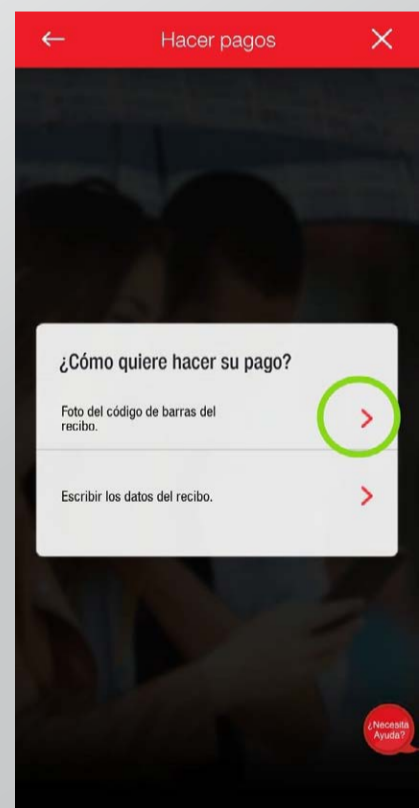 Hacer pagos
¿Cómo quiere hacer su pago?
Foto del código de barras del
recibo.
Escribir los datos del recibo.
¿Necesita
Ayuda?